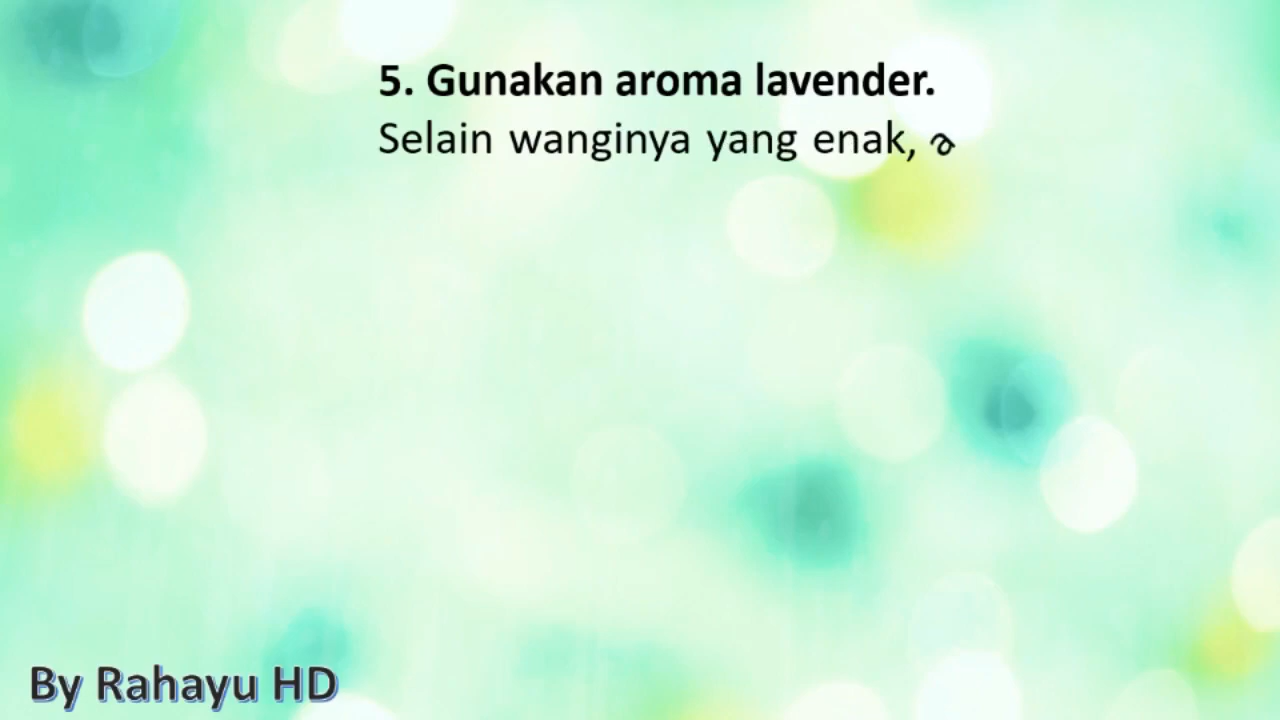 5. Gunakan aroma lavender.
Selain wanginya yang enak, a
By Rahayu HD